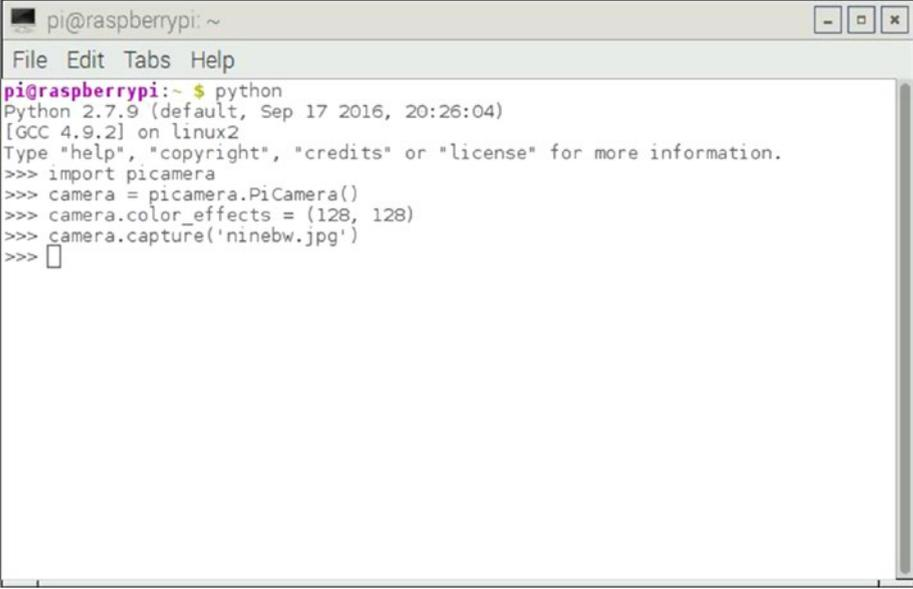 pi@raspberrypi: ~
File Edit Tabs Help
pi@raspberrypi:~ $ python
Python 2.7.9 (default, Sep 17 2016, 20:26:04)
[GCC 4.9.2] on linux2
Type "help", "copyright", "credits" or "license" for more information.
>>> import picamera
>>> camera = picamera.PiCamera()
>>> camera.color_effects = (128, 128)
>>> camera.capture('ninebw.jpg')
>>>